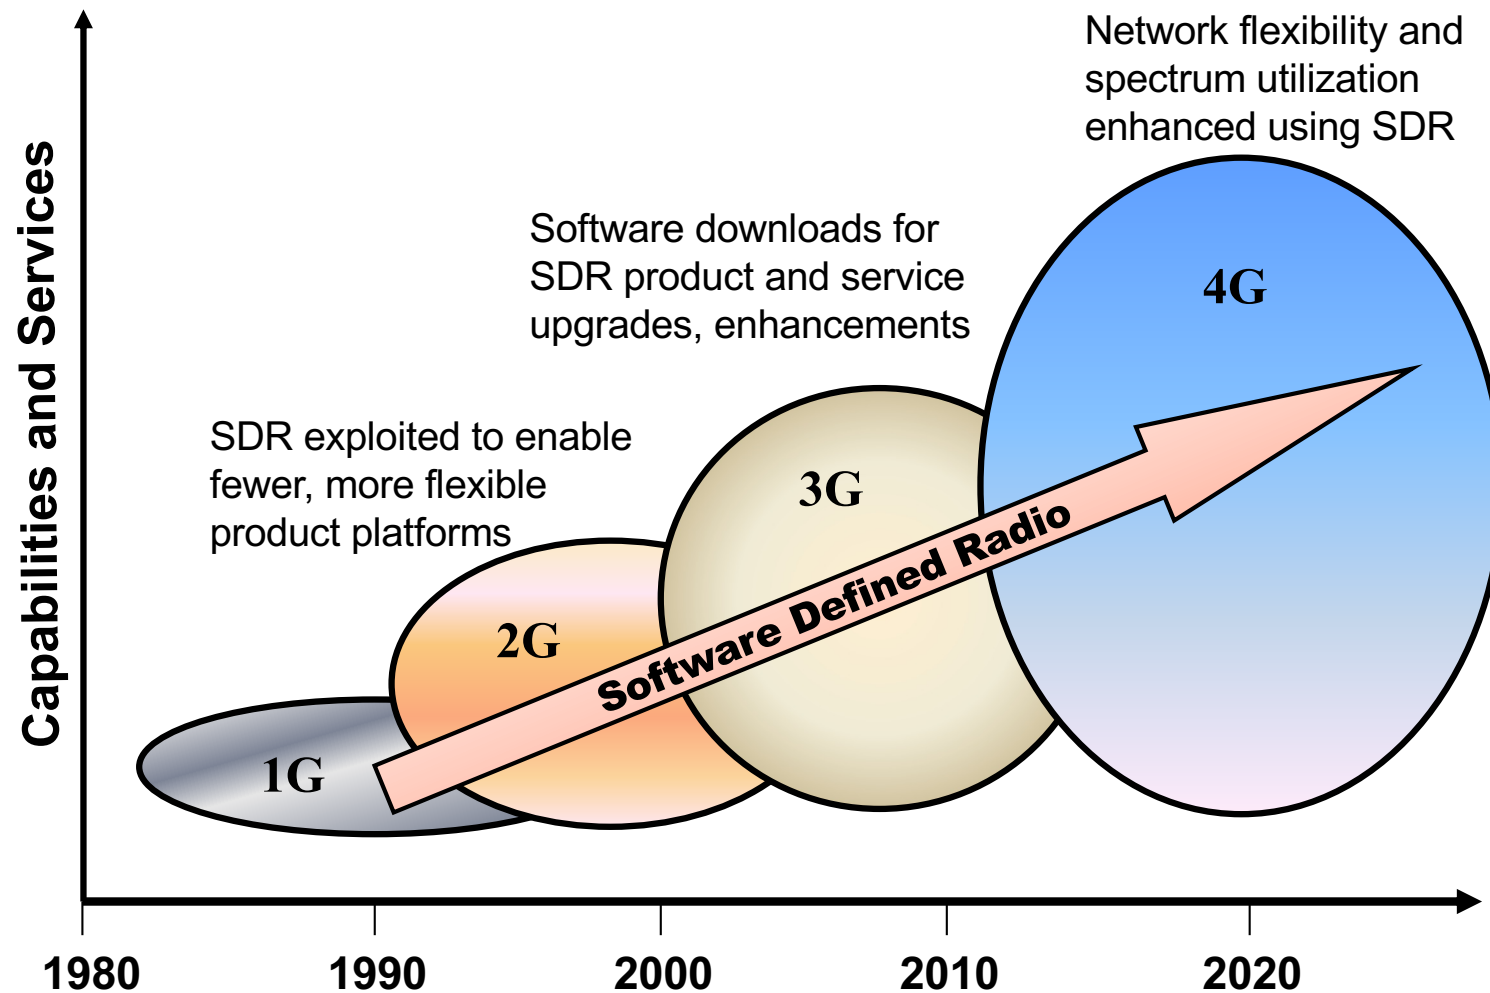 Network flexibility and
spectrum utilization
enhanced using SDR
Software downloads for
SDR product and service
upgrades, enhancements
SDR exploited to enable
fewer, more flexible
product platforms
Capabilities and Services
4G
3G
2G
1G
Software Defined Radio
1980
1990
2000
2010
2020